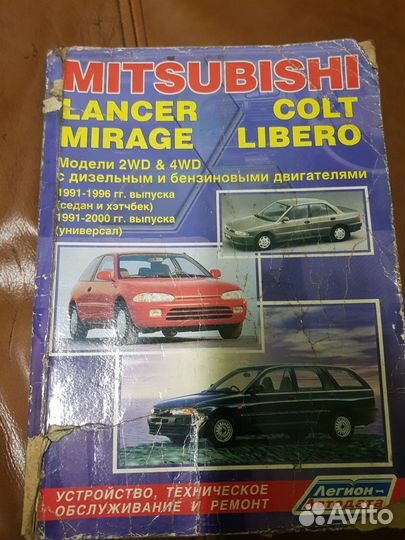 MITSUBISHI
LANCER COLT
MIRAGE LIBERO
Модели 2WD & 4WD
с дизельным и бензиновыми двигателями
1991-1996 гг. выпуска
(седан и хэтчбек)
1991-2000 гг. выпуска
(универсал)
УСТРОЙСТВО, ТЕХНИЧЕСКОЕ
ОБСЛУЖИВАНИЕ И РЕМОНТ
Легион
Автодата
Avito